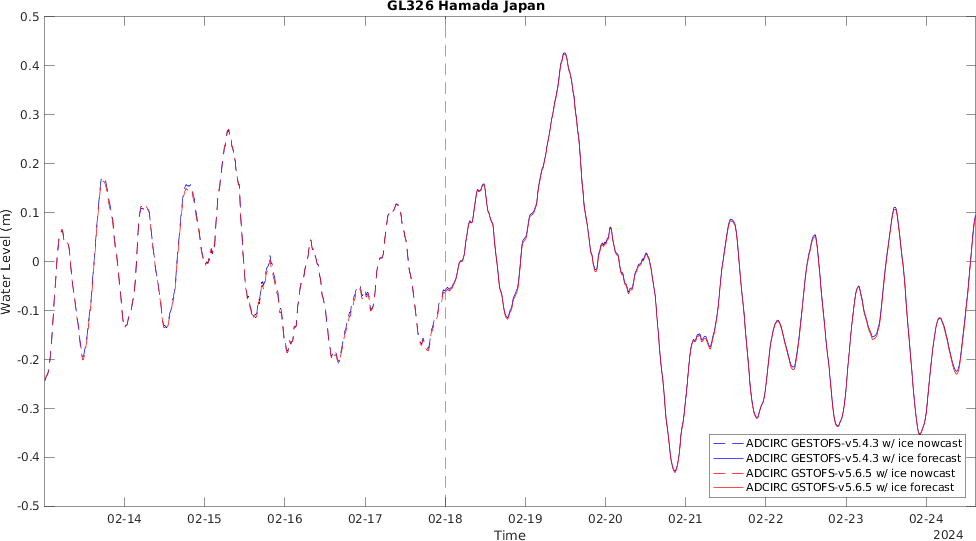 GL326 Hamada Japan
0.5
0.4
0.3
0.2
0.1
0
-0.1
-0.2
-0.3
-0.4
-0.5
Water Level (m)
ADCIRC GESTOFS-v5.4.3 w/ ice nowcast
ADCIRC GESTOFS-v5.4.3 w/ ice forecast
ADCIRC GSTOFS-v5.6.5 w/ ice nowcast
ADCIRC GSTOFS-v5.6.5 w/ ice forecast
02-14 02-15 02-16 02-17 02-18 02-19 02-20 02-21 02-22 02-23 02-24
Time 2024